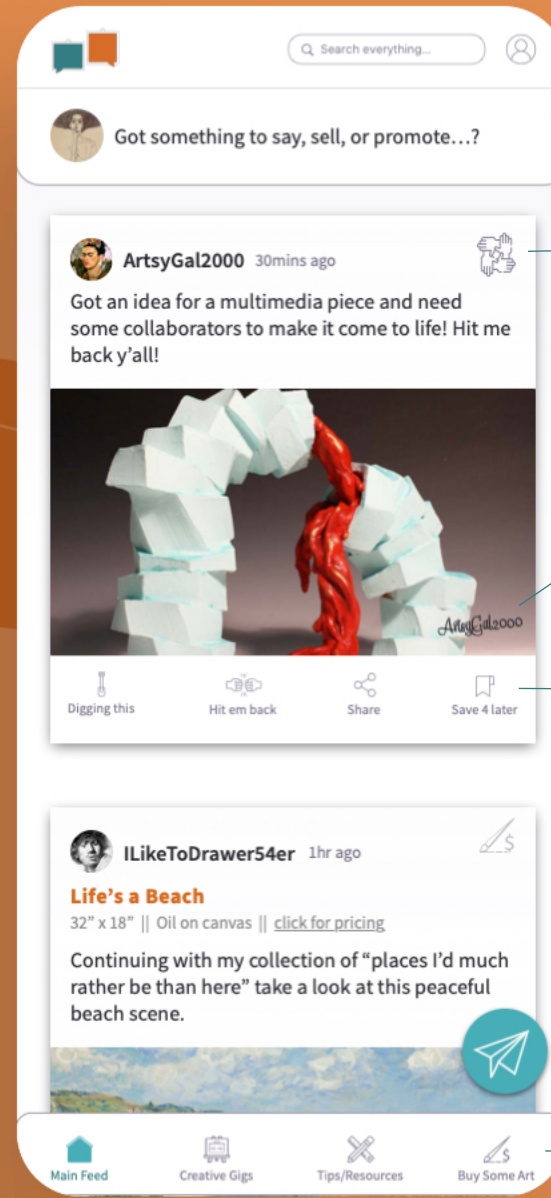 Search everything...
Got something to say, sell, or promote...?
ArtsyGal2000 30mins ago
Got an idea for a multimedia piece and need
some collaborators to make it come to life! Hit me
back y’all!
ArtsyGal2000
Digging this Hit em back Share Save 4 later
ILikeToDrawer54er 1hr ago
Life’s a Beach
32” x 18” || Oil on canvas || click for pricing
Continuing with my collection of “places I’d much
rather be than here” take a look at this peaceful
beach scene.
Main Feed Creative Gigs Tips/Resources Buy Some Art